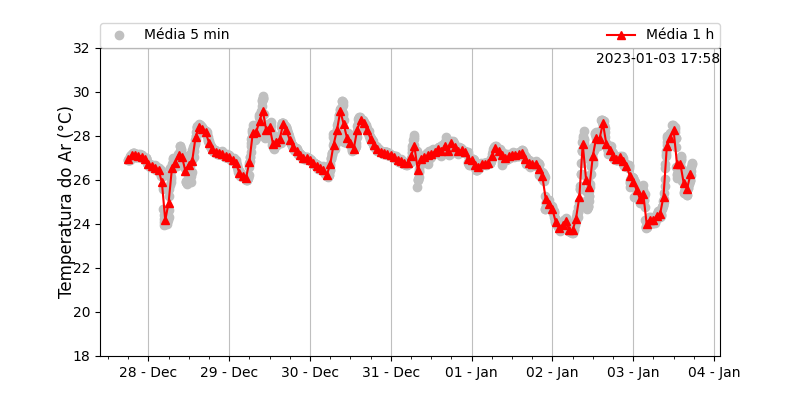 Média 5 min
Média 1 h
2023-01-03 17:58
Temperatura do Ar (°C)
32
30
28
26
24
22
20
18
28 - Dec
29 - Dec
30 - Dec
31 - Dec
01 - Jan
02 - Jan
03 - Jan
04 - Jan